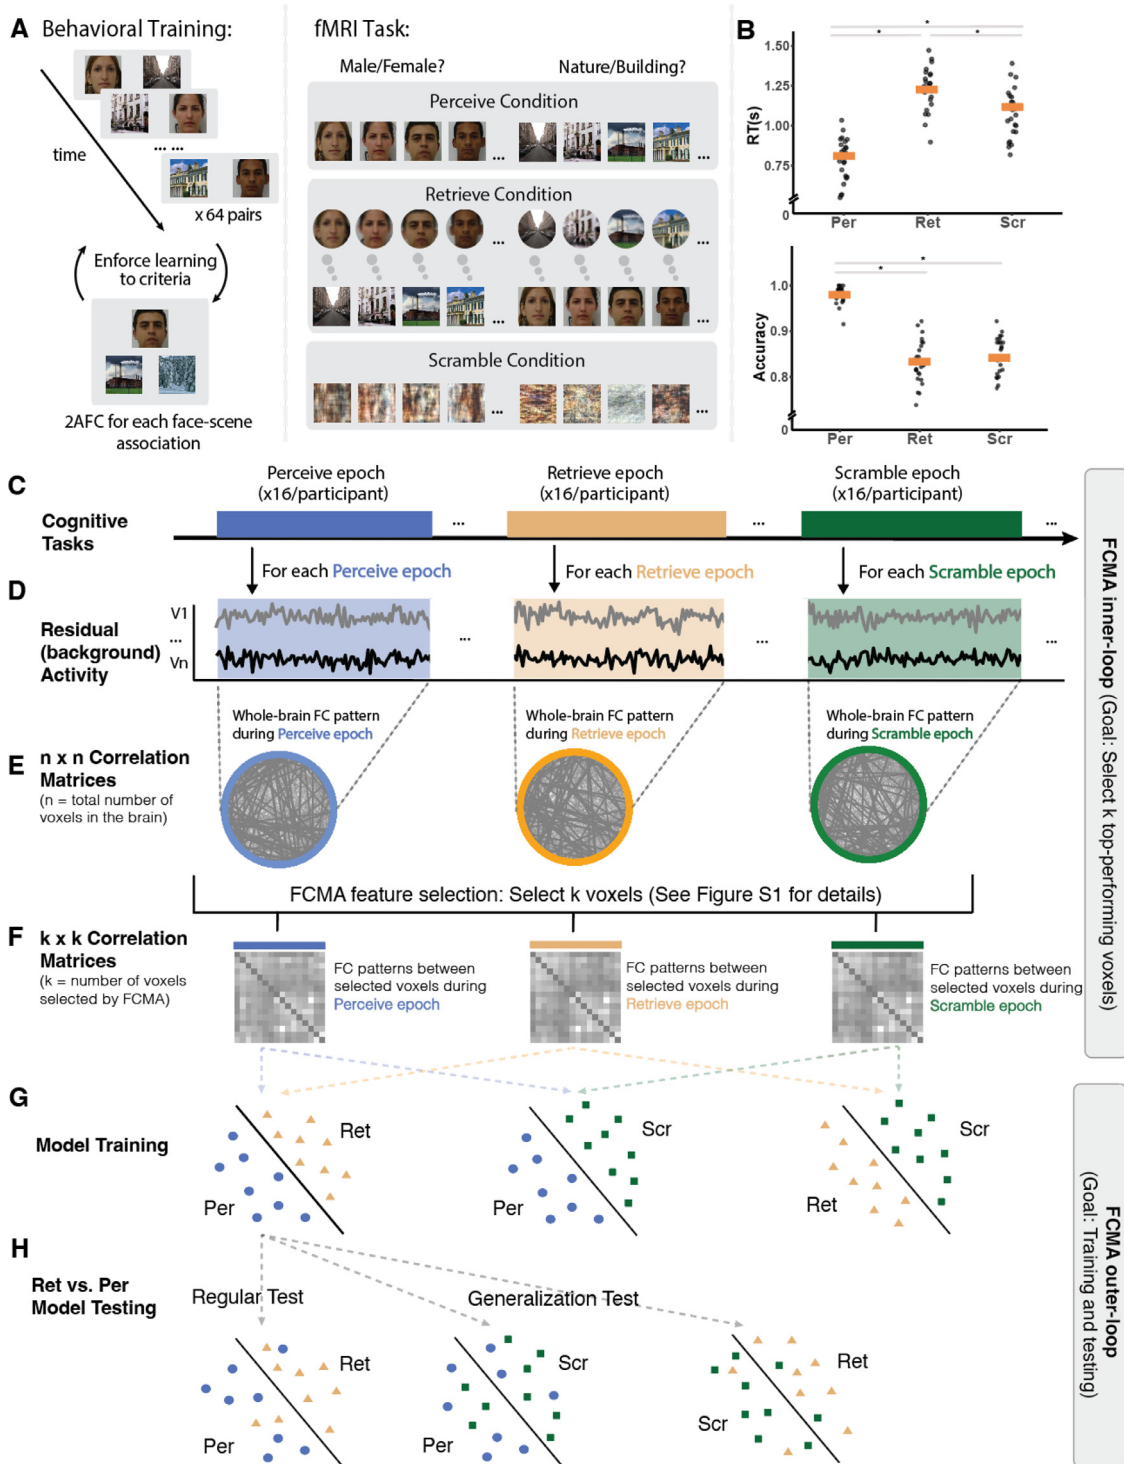 A Behavioral Training:
time
... ...
x 64 pairs
Enforce learning
to criteria
2AFC for each face-scene
association
fMRI Task:
Male/Female?
Nature/Building?
Perceive Condition
...
...
Retrieve Condition
...
...
...
...
Scramble Condition
...
...
B
*
*
*
1.50
1.25
1.00
0.75
0
RT(s)
Per
Ret
Scr
*
*
1.0
0.9
0.8
0
Accuracy
Per
Ret
Scr
C
Cognitive
Tasks
Perceive epoch
(x16/participant)
...
Retrieve epoch
(x16/participant)
...
Scramble epoch
(x16/participant)
...
For each Perceive epoch
For each Retrieve epoch
For each Scramble epoch
D
Residual
(background)
Activity
V1
...
Vn
...
...
...
Whole-brain FC pattern
during Perceive epoch
Whole-brain FC pattern
during Retrieve epoch
Whole-brain FC pattern
during Scramble epoch
E
n x n Correlation
Matrices
(n = total number of
voxels in the brain)
FCMA feature selection: Select k voxels (See Figure S1 for details)
F
k x k Correlation
Matrices
(k = number of voxels
selected by FCMA)
FC patterns between
selected voxels during
Perceive epoch
FC patterns between
selected voxels during
Retrieve epoch
FC patterns between
selected voxels during
Scramble epoch
FCMA inner-loop (Goal: Select k top-performing voxels)
G
Model Training
Ret
Per
Scr
Per
Scr
Ret
H
Ret vs. Per
Model Testing
Regular Test
Generalization Test
Ret
Per
Scr
Per
Ret
Scr
FCMA outer-loop
(Goal: Training and testing)